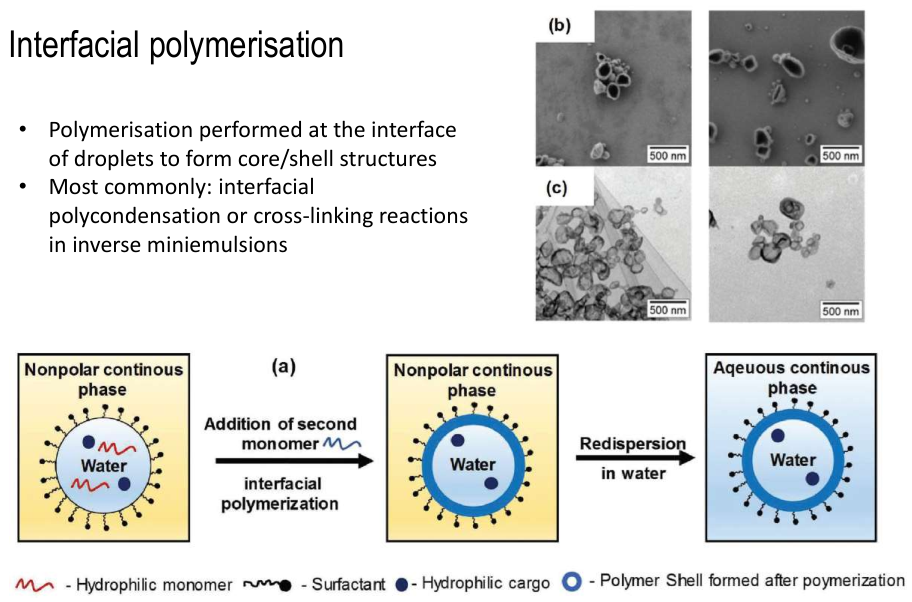 Interfacial polymerisation
• Polymerisation performed at the interface
of droplets to form core/shell structures
• Most commonly: interfacial
polycondensation or cross-linking reactions
in inverse miniemulsions
(b)
500 nm
500 nm
(c)
500 nm
500 nm
Nonpolar continous
phase
Water
(a)
Addition of second
monomer
interfacial
polymerization
Nonpolar continous
phase
Water
Redispersion
in water
Aqeuous continous
phase
Water
- Hydrophilic monomer
- Surfactant
- Hydrophilic cargo
- Polymer Shell formed after poymerization